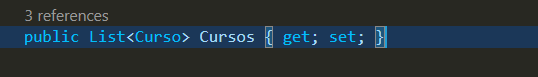 3 references
public List<Curso> Cursos { get; set; }